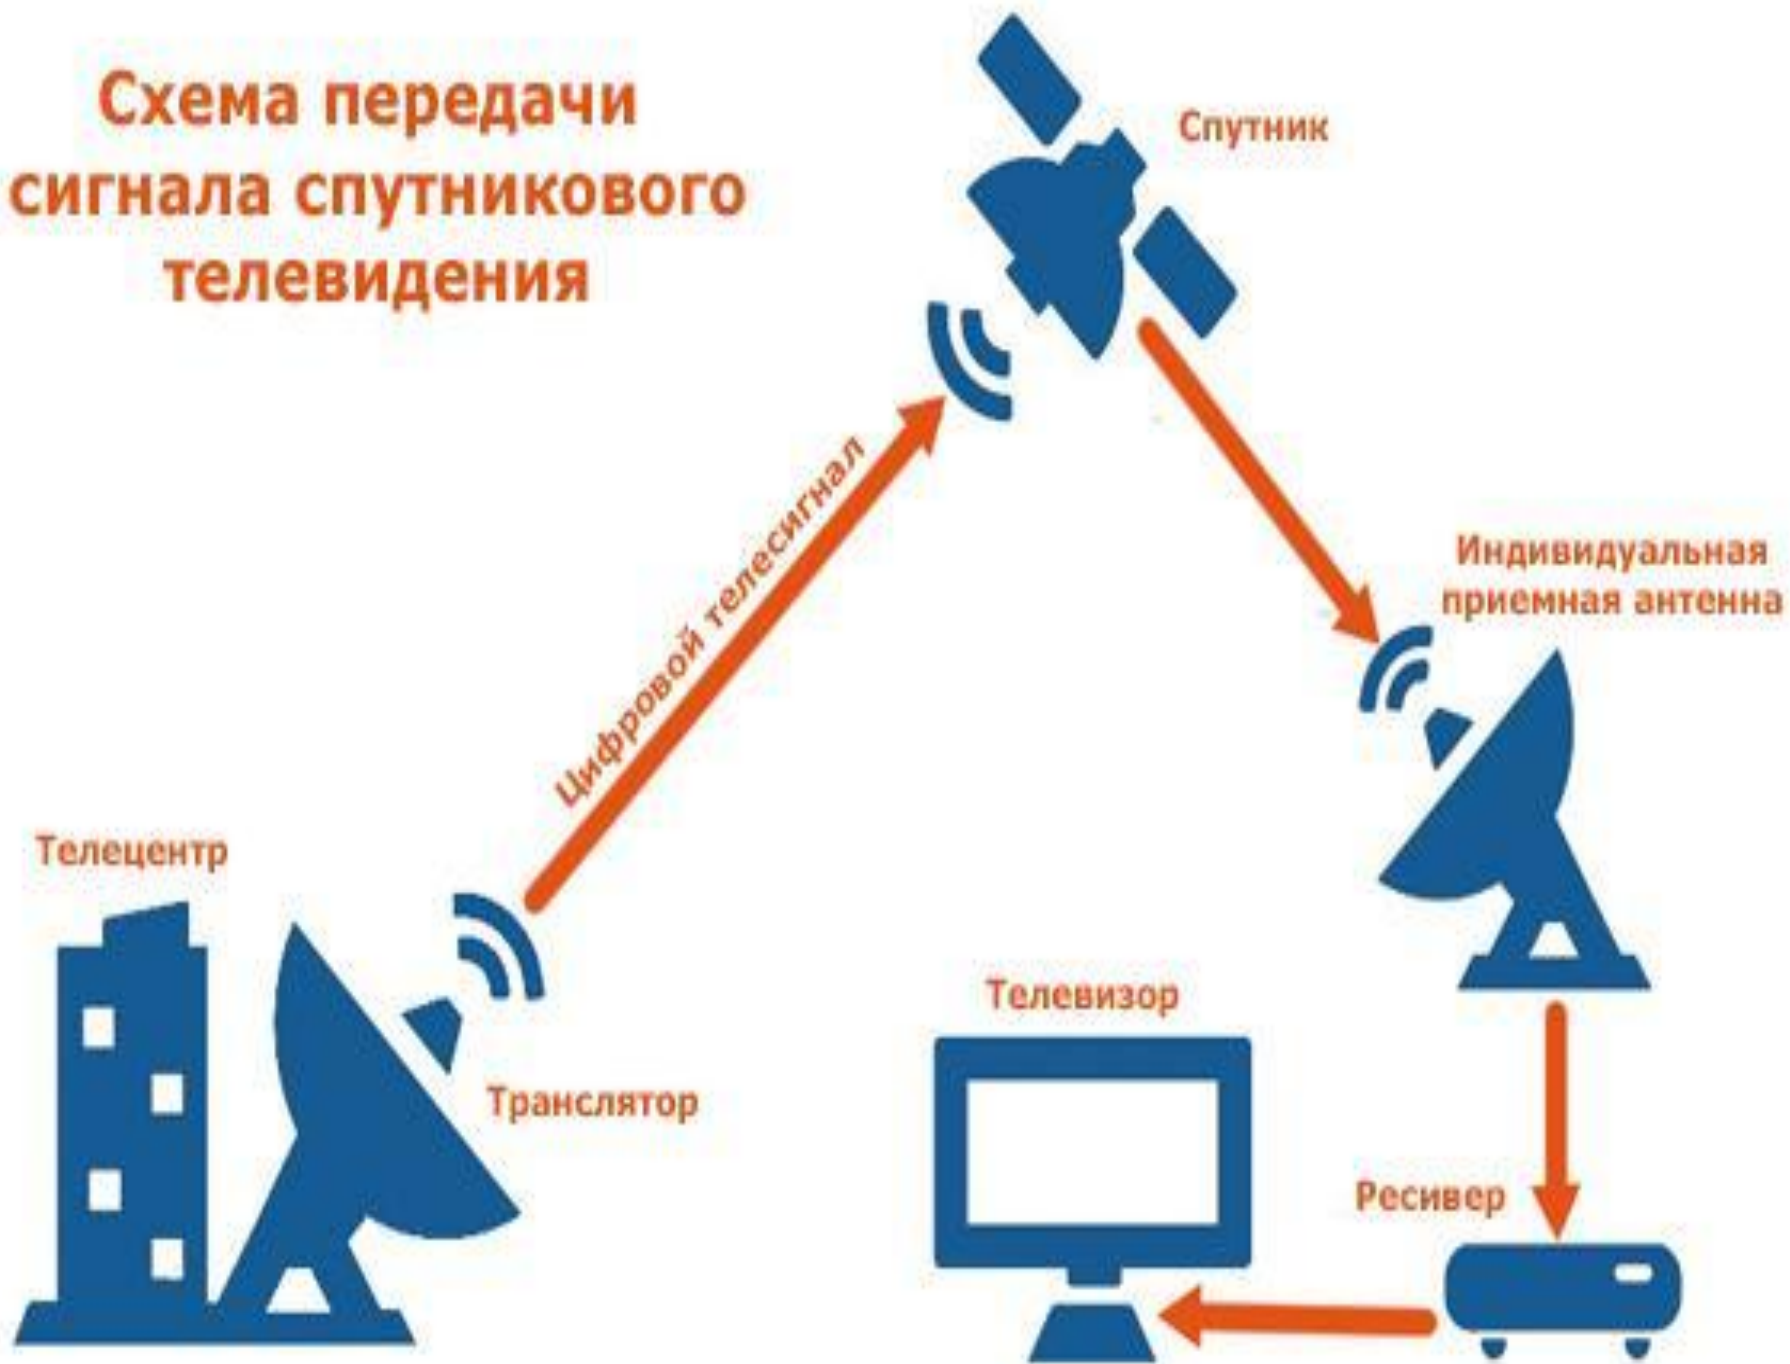 Схема передачи
сигнала спутникового
телевидения
Спутник
Цифровой телесигнал
Индивидуальная
приемная антенна
Телецентр
Транслятор
Телевизор
Ресивер